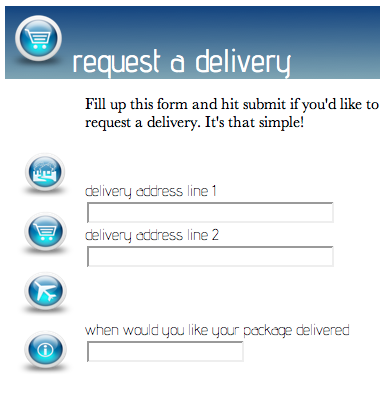 request a delivery
Fill up this form and hit submit if you'd like to
request a delivery. It's that simple!
delivery address line 1
delivery address line 2
when would you like your package delivered